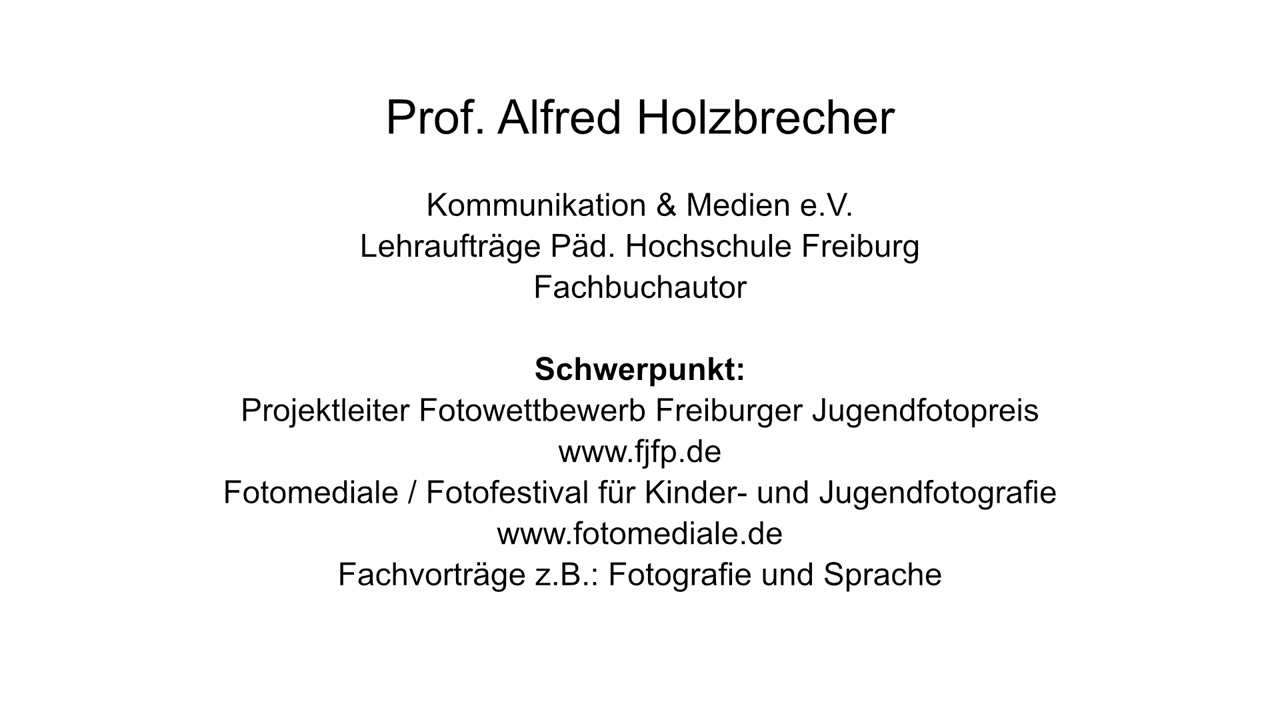 Prof. Alfred Holzbrecher
Kommunikation & Medien e.V.
Lehraufträge Päd. Hochschule Freiburg
Fachbuchautor
Schwerpunkt:
Projektleiter Fotowettbewerb Freiburger Jugendfotopreis
www.fjfp.de
Fotomediale / Fotofestival für Kinder- und Jugendfotografie
www.fotomediale.de
Fachvorträge z.B.: Fotografie und Sprache